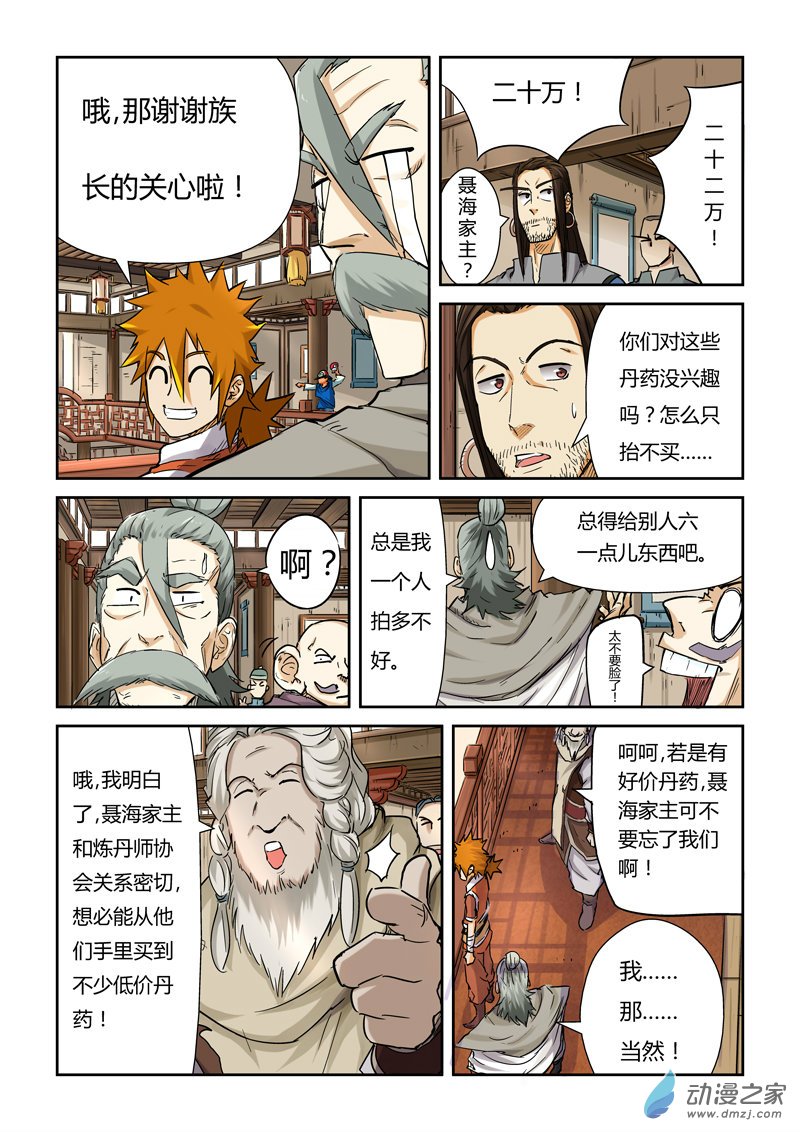 哦，那谢谢族
长的关心啦！
二十万！
二十二万！
聂海家主？
你们对这些
丹药没兴趣
吗？怎么只
抬不买……
啊？
总是我
一个人
拍多不
好。
总得给别人六
一点儿东西吧。
太不要脸了！
哦，我明白
了，聂海家主
和炼丹师协
会关系密切，
想必能从他
们手里买到
不少低价丹
药！
呵呵，若是有
好价丹药，聂
海家主可不
要忘了我们
啊！
我……
那……
当然！
动漫之家
www.dmzj.com